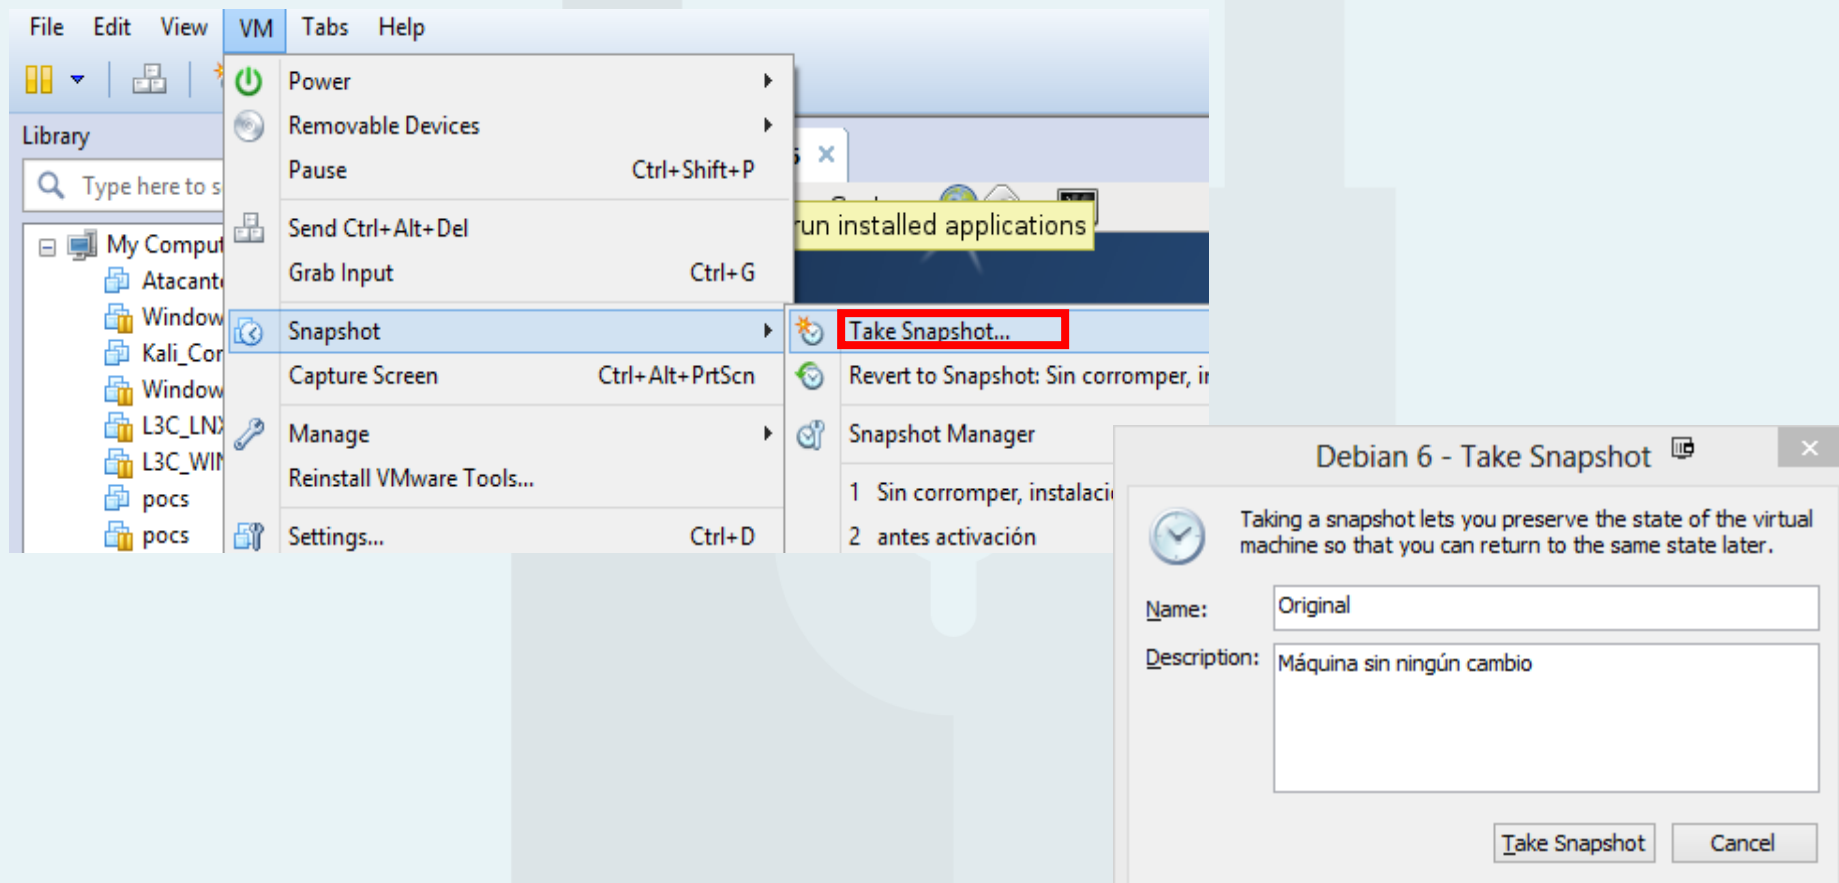 File Edit View VM Tabs Help
Library
Type here to s
My Comput
Atacant
Window
Kali_Cor
Window
L3C_LNX
L3C_WIN
pocs
pocs
Power
Removable Devices
Pause Ctrl+Shift+P
Send Ctrl+Alt+Del
Grab Input Ctrl+G
Snapshot
Capture Screen Ctrl+Alt+PrtScn
Manage
Reinstall VMware Tools...
Settings... Ctrl+D
run installed applications
Take Snapshot...
Revert to Snapshot: Sin corromper, i
Snapshot Manager
1 Sin corromper, instalaci
2 antes activación
Debian 6 - Take Snapshot
Taking a snapshot lets you preserve the state of the virtual
machine so that you can return to the same state later.
Name: Original
Description: Máquina sin ningún cambio
Take Snapshot Cancel